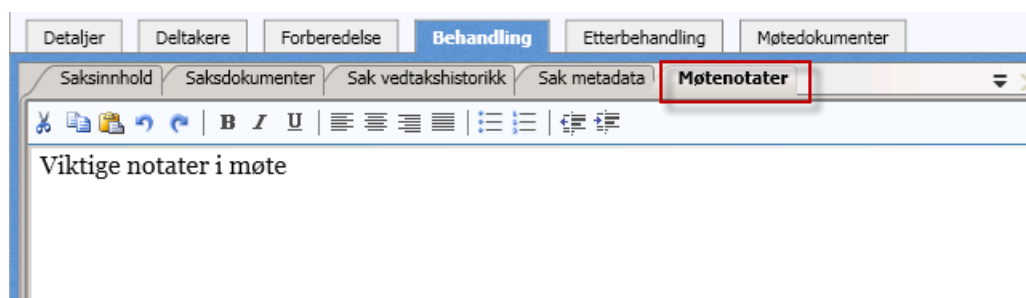 Detaljer Deltakere Forberedelse Behandling Etterbehandling Møtedokumenter
Saksinnhold Saksdokumenter Sak vedtakshistorikk Sak metadata Møtenotater
B I U
Viktige notater i møte